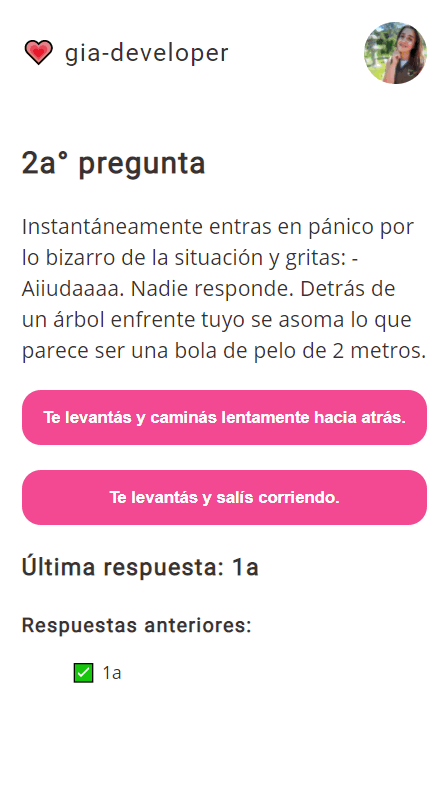 gia-developer
2a° pregunta
Instantáneamente entras en pánico por
lo bizarro de la situación y gritas: -
Aiiudaaaa. Nadie responde. Detrás de
un árbol enfrente tuyo se asoma lo que
parece ser una bola de pelo de 2 metros.
Te levantás y caminás lentamente hacia atrás.
Te levantás y salís corriendo.
Última respuesta: 1a
Respuestas anteriores:
1a